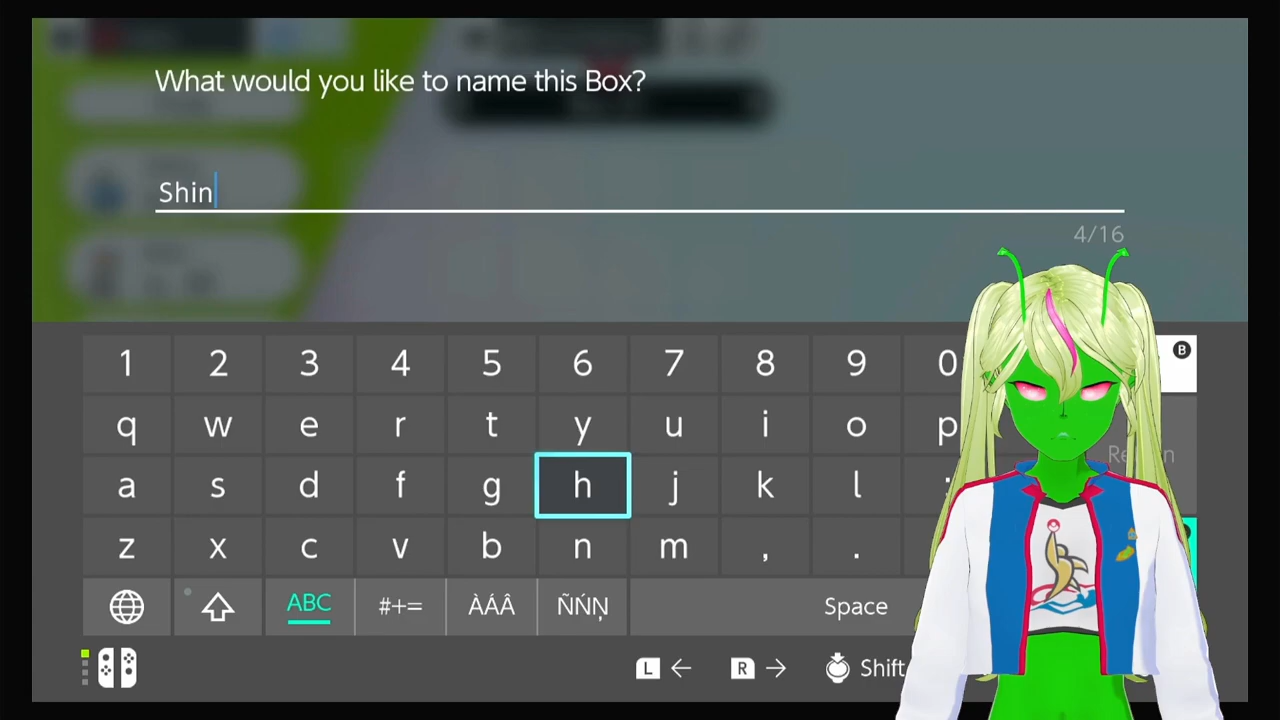 What would you like to name this Box?
Shin
4/16
1 2 3 4 5 6 7 8 9 0 B
q w e r t y u i o p
a s d f g h j k l
z x c v b n m , .
ABC #+= ÀÁÂ ÑŃŅ Space
L ← R → Shift